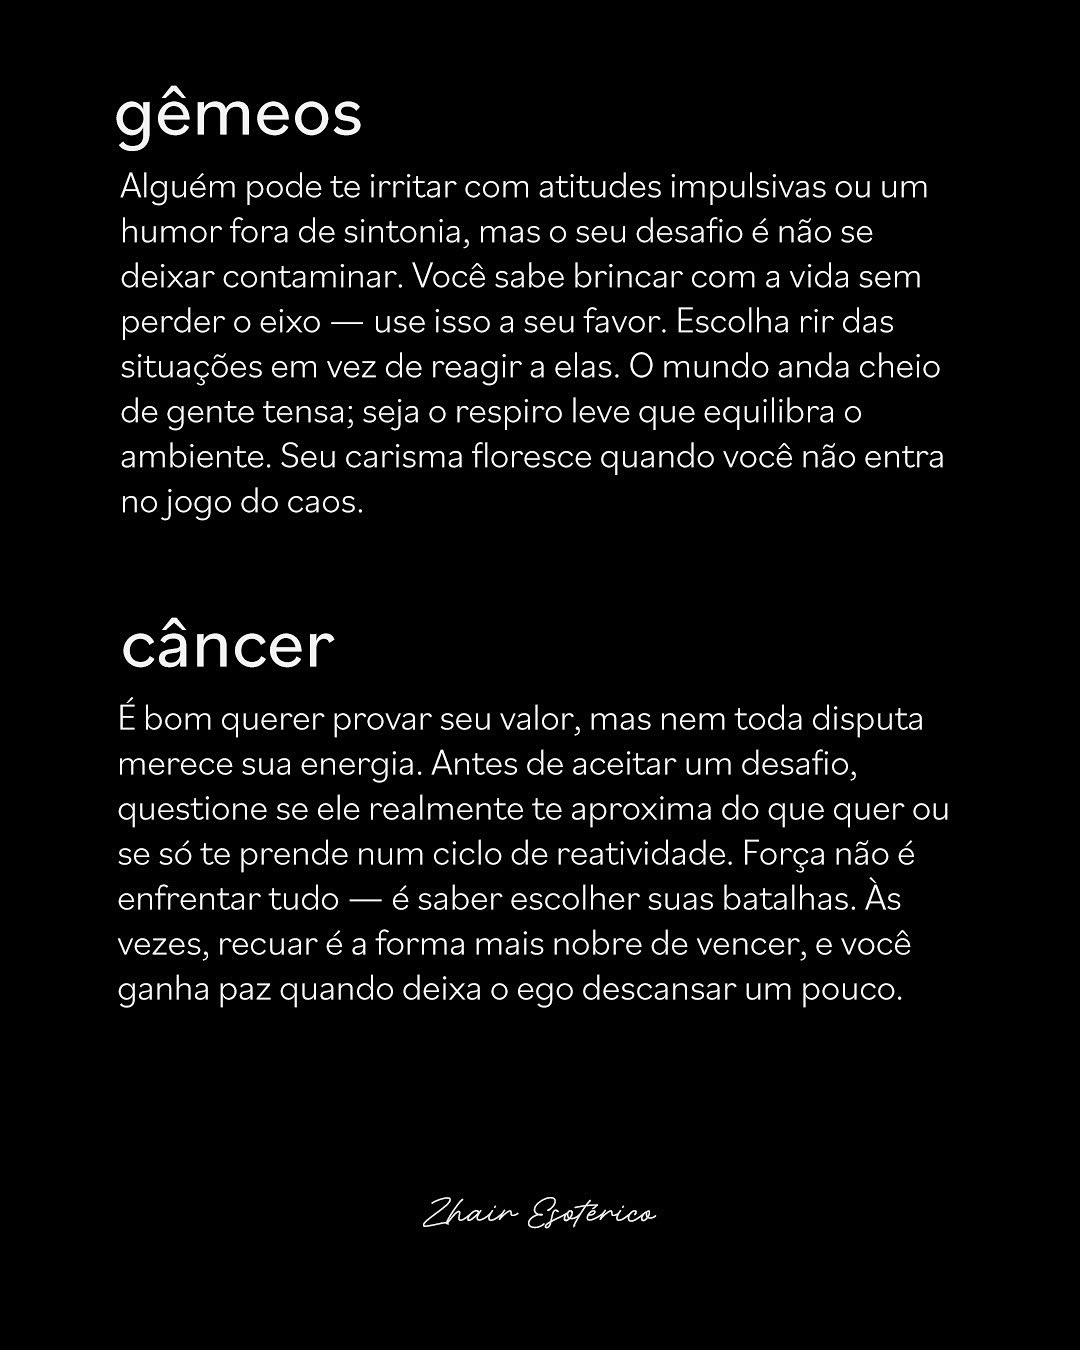 gêmeos
Alguém pode te irritar com atitudes impulsivas ou um
humor fora de sintonia, mas o seu desafio é não se
deixar contaminar. Você sabe brincar com a vida sem
perder o eixo — use isso a seu favor. Escolha rir das
situações em vez de reagir a elas. O mundo anda cheio
de gente tensa; seja o respiro leve que equilibra o
ambiente. Seu carisma floresce quando você não entra
no jogo do caos.
câncer
É bom querer provar seu valor, mas nem toda disputa
merece sua energia. Antes de aceitar um desafio,
questione se ele realmente te aproxima do que quer ou
se só te prende num ciclo de reatividade. Força não é
enfrentar tudo — é saber escolher suas batalhas. Às
vezes, recuar é a forma mais nobre de vencer, e você
ganha paz quando deixa o ego descansar um pouco.
Zhair Esotérico